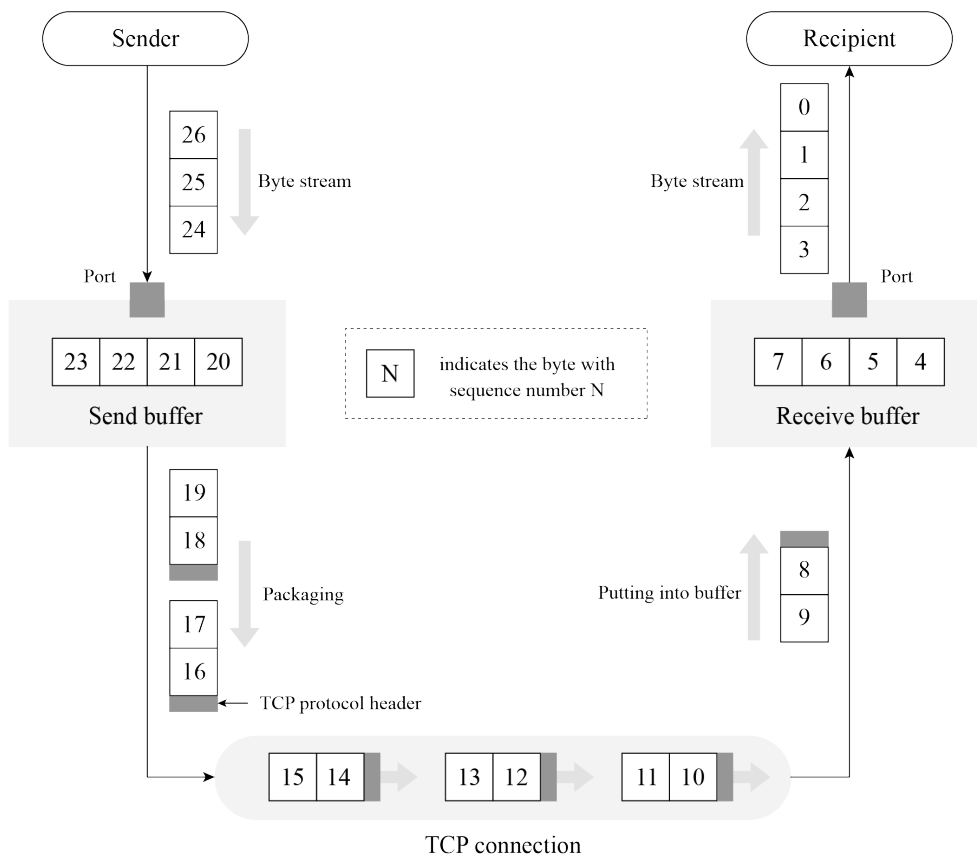 Sender
Recipient
26
25
24
Byte stream
Byte stream
0
1
2
3
Port
Port
23 22 21 20
Send buffer
N
indicates the byte with
sequence number N
7 6 5 4
Receive buffer
19
18
17
16
Packaging
TCP protocol header
Putting into buffer
8
9
15 14
13 12
11 10
TCP connection